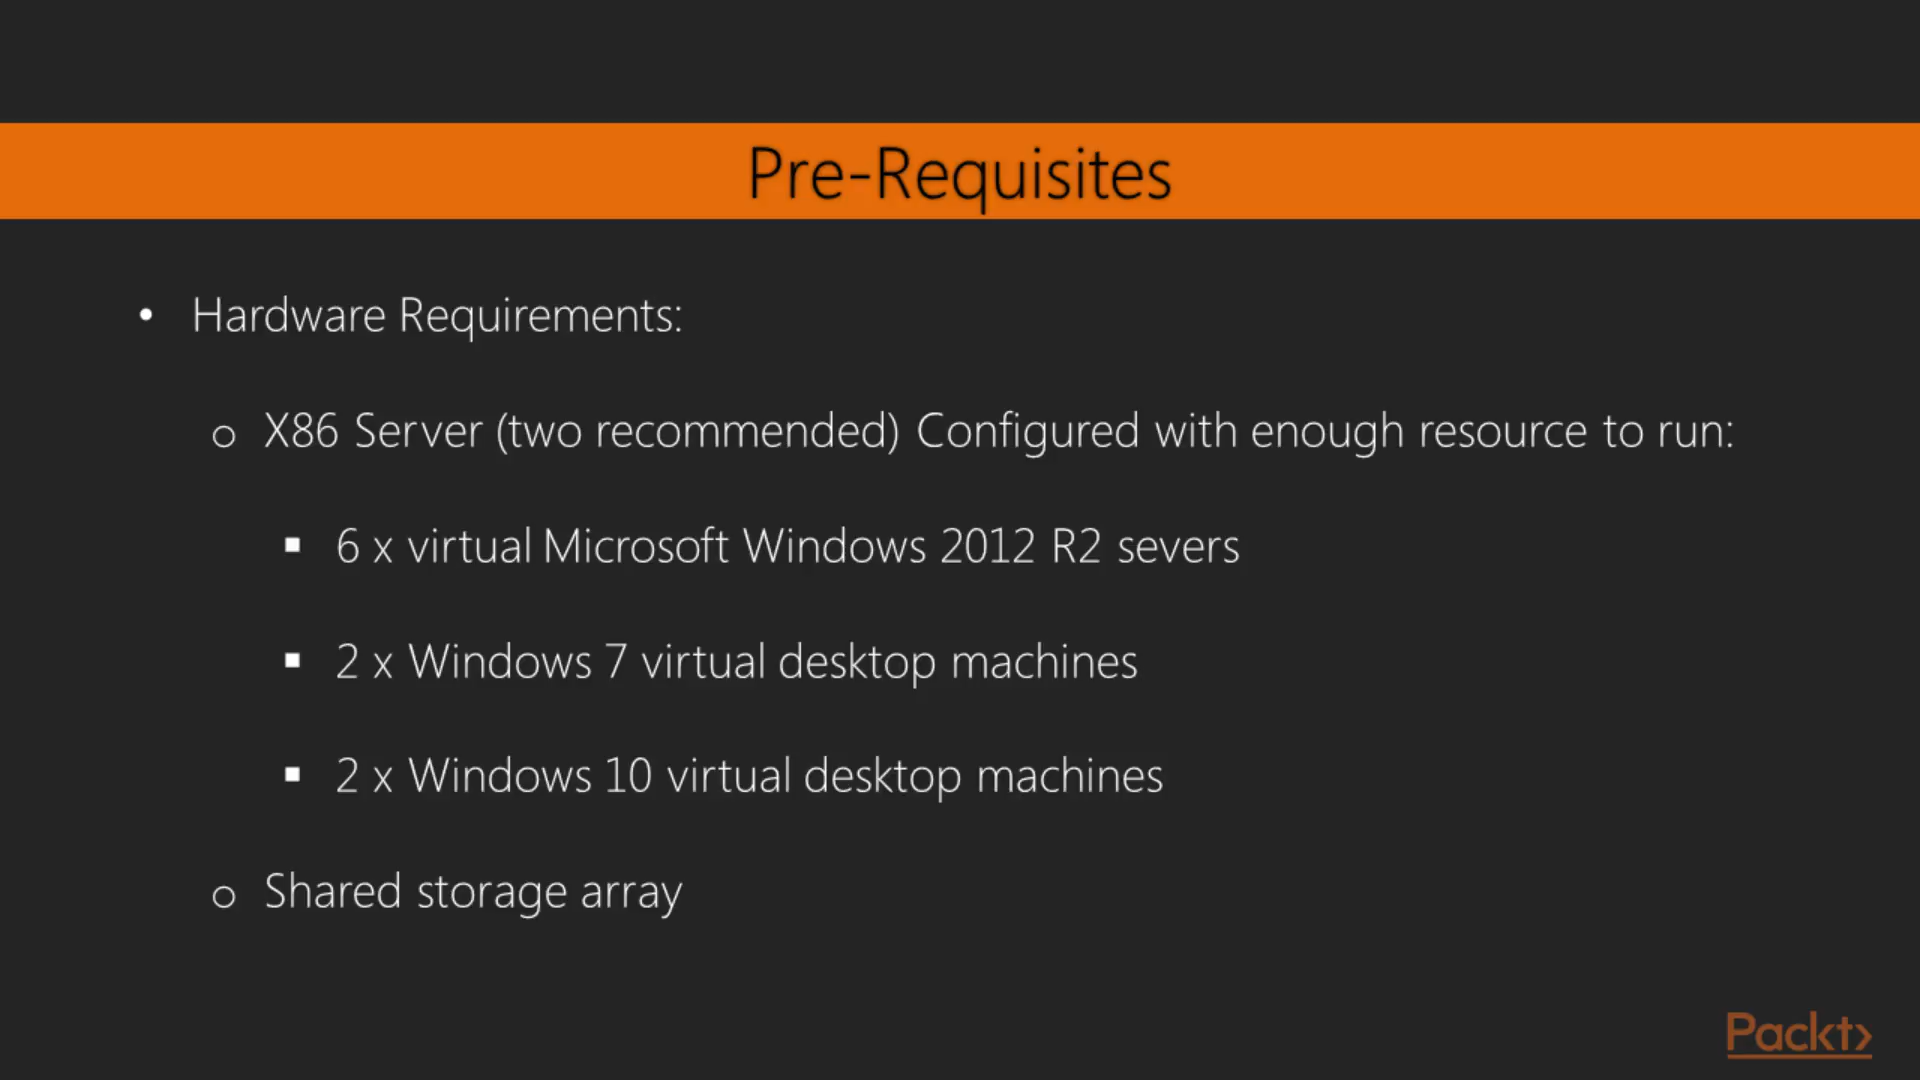 Pre-Requisites
• Hardware Requirements:
o X86 Server (two recommended) Configured with enough resource to run:
▪ 6 x virtual Microsoft Windows 2012 R2 severs
▪ 2 x Windows 7 virtual desktop machines
▪ 2 x Windows 10 virtual desktop machines
o Shared storage array
Packt>